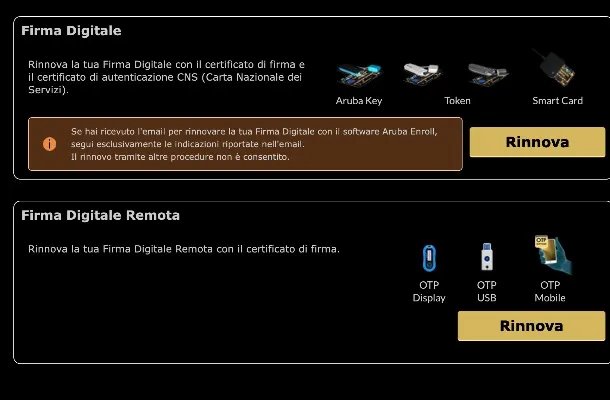 Firma Digitale
Rinnova la tua Firma Digitale con il certificato di firma e
il certificato di autenticazione CNS (Carta Nazionale dei
Servizi).
Aruba Key
Token
Smart Card
Se hai ricevuto l'email per rinnovare la tua Firma Digitale con il software Aruba Enroll,
segui esclusivamente le indicazioni riportate nell'email.
Il rinnovo tramite altre procedure non è consentito.
Rinnova
Firma Digitale Remota
Rinnova la tua Firma Digitale Remota con il certificato di firma.
OTP
OTP
Display
OTP
USB
OTP
Mobile
Rinnova